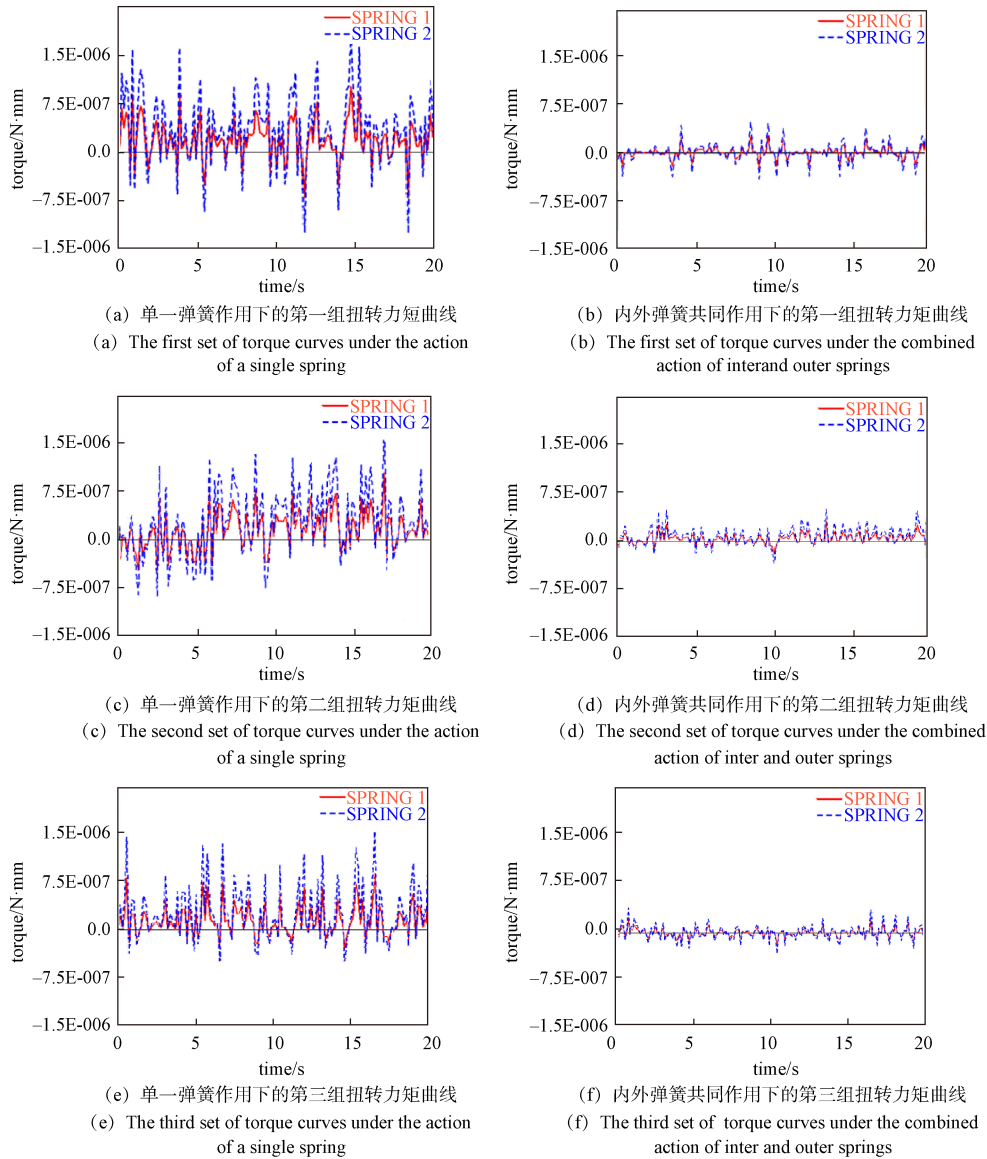 SPRING 1
SPRING 2
torque/N·mm
1.5E-006
7.5E-007
0.0
–7.5E-007
–1.5E-006
0 5 10 15 20
time/s
(a) 单一弹簧作用下的第一组扭转力短曲线
(a) The first set of torque curves under the action
of a single spring
SPRING 1
SPRING 2
torque/N·mm
1.5E-006
7.5E-007
0.0
–7.5E-007
–1.5E-006
0 5 10 15 20
time/s
(b) 内外弹簧共同作用下的第一组扭转力矩曲线
(b) The first set of torque curves under the combined
action of interand outer springs
SPRING 1
SPRING 2
torque/N·mm
1.5E-006
7.5E-007
0.0
–7.5E-007
–1.5E-006
0 5 10 15 20
time/s
(c) 单一弹簧作用下的第二组扭转力矩曲线
(c) The second set of torque curves under the action
of a single spring
SPRING 1
SPRING 2
torque/N·mm
1.5E-006
7.5E-007
0.0
–7.5E-007
–1.5E-006
0 5 10 15 20
time/s
(d) 内外弹簧共同作用下的第二组扭转力矩曲线
(d) The second set of torque curves under the combined
action of inter and outer springs
SPRING 1
SPRING 2
torque/N·mm
1.5E-006
7.5E-007
0.0
–7.5E-007
–1.5E-006
0 5 10 15 20
time/s
(e) 单一弹簧作用下的第三组扭转力矩曲线
(e) The third set of torque curves under the action
of a single spring
SPRING 1
SPRING 2
torque/N·mm
1.5E-006
7.5E-007
0.0
–7.5E-007
–1.5E-006
0 5 10 15 20
time/s
(f) 内外弹簧共同作用下的第三组扭转力矩曲线
(f) The third set of torque curves under the combined
action of inter and outer springs